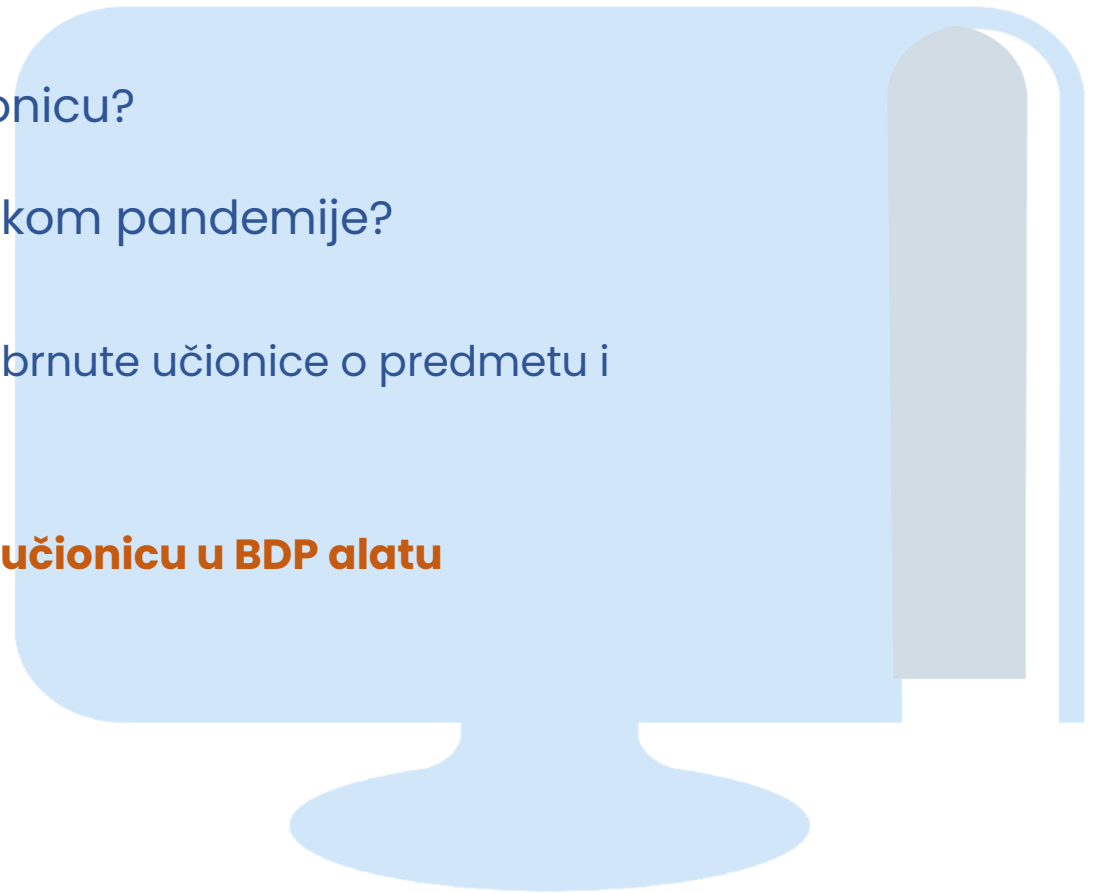 onicu?
kom pandemije?
brnute učionice o predmetu i
učionicu u BDP alatu